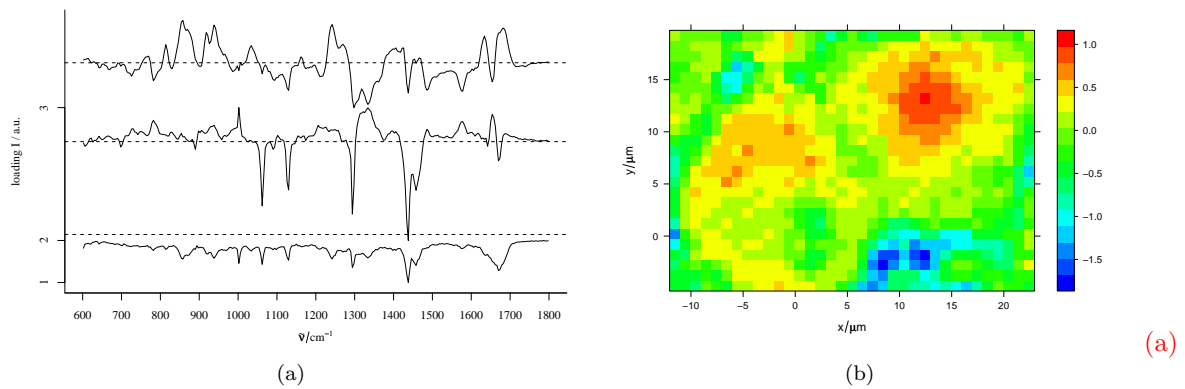 loading I / a.u.
3
2
1
600 700 800 900 1000 1100 1200 1300 1400 1500 1600 1700 1800
ν̃/cm⁻¹
(a)
y/μm
15
10
5
0
−10 −5 0 5 10 15 20
x/μm
1.0
0.5
0.0
−0.5
−1.0
−1.5
(b)
(a)